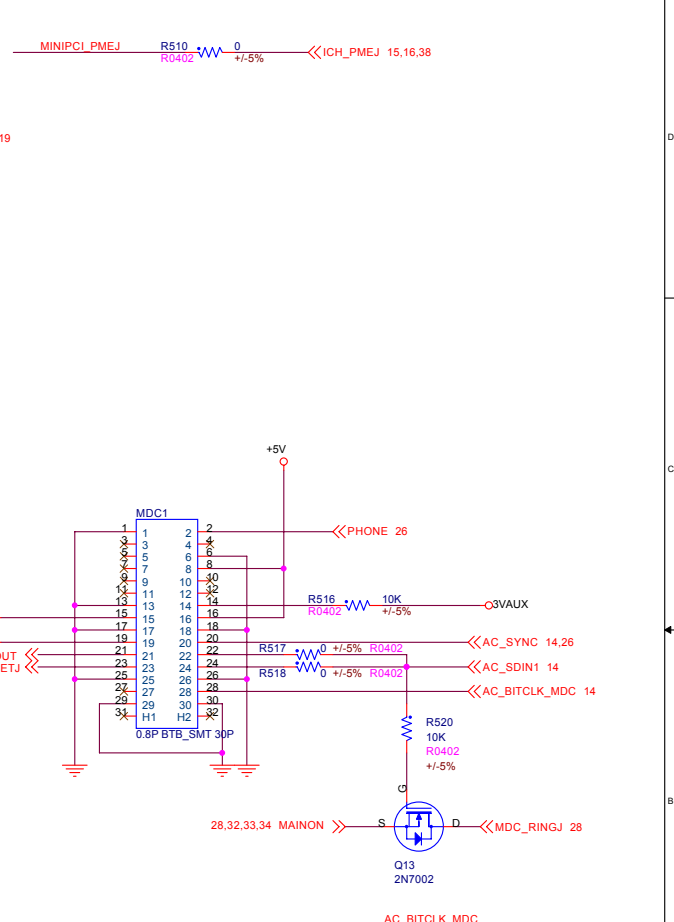 MINIPCI_PMEJ R510 0 ICH_PMEJ 15,16,38
R0402 +/-5%
19
D
+5V
C
MDC1
1 1 2 2 PHONE 26
3 3 4 4
5 5 6 6
7 7 8 8
9 9 10 10
11 11 12 12
13 13 14 14 R516 10K 3VAUX
R0402 +/-5%
15 15 16 16
17 17 18 18
19 19 20 20 AC_SYNC 14,26
OUT 21 21 22 22 R517 0 +/-5% R0402
ETJ 23 23 24 24 R518 0 +/-5% R0402 AC_SDIN1 14
25 25 26 26
27 27 28 28 AC_BITCLK_MDC 14
29 29 30 30
31 H1 H2 32
0.8P BTB_SMT 30P
R520
10K
R0402
+/-5%
G
B
28,32,33,34 MAINON S D MDC_RINGJ 28
Q13
2N7002
AC_BITCLK_MDC